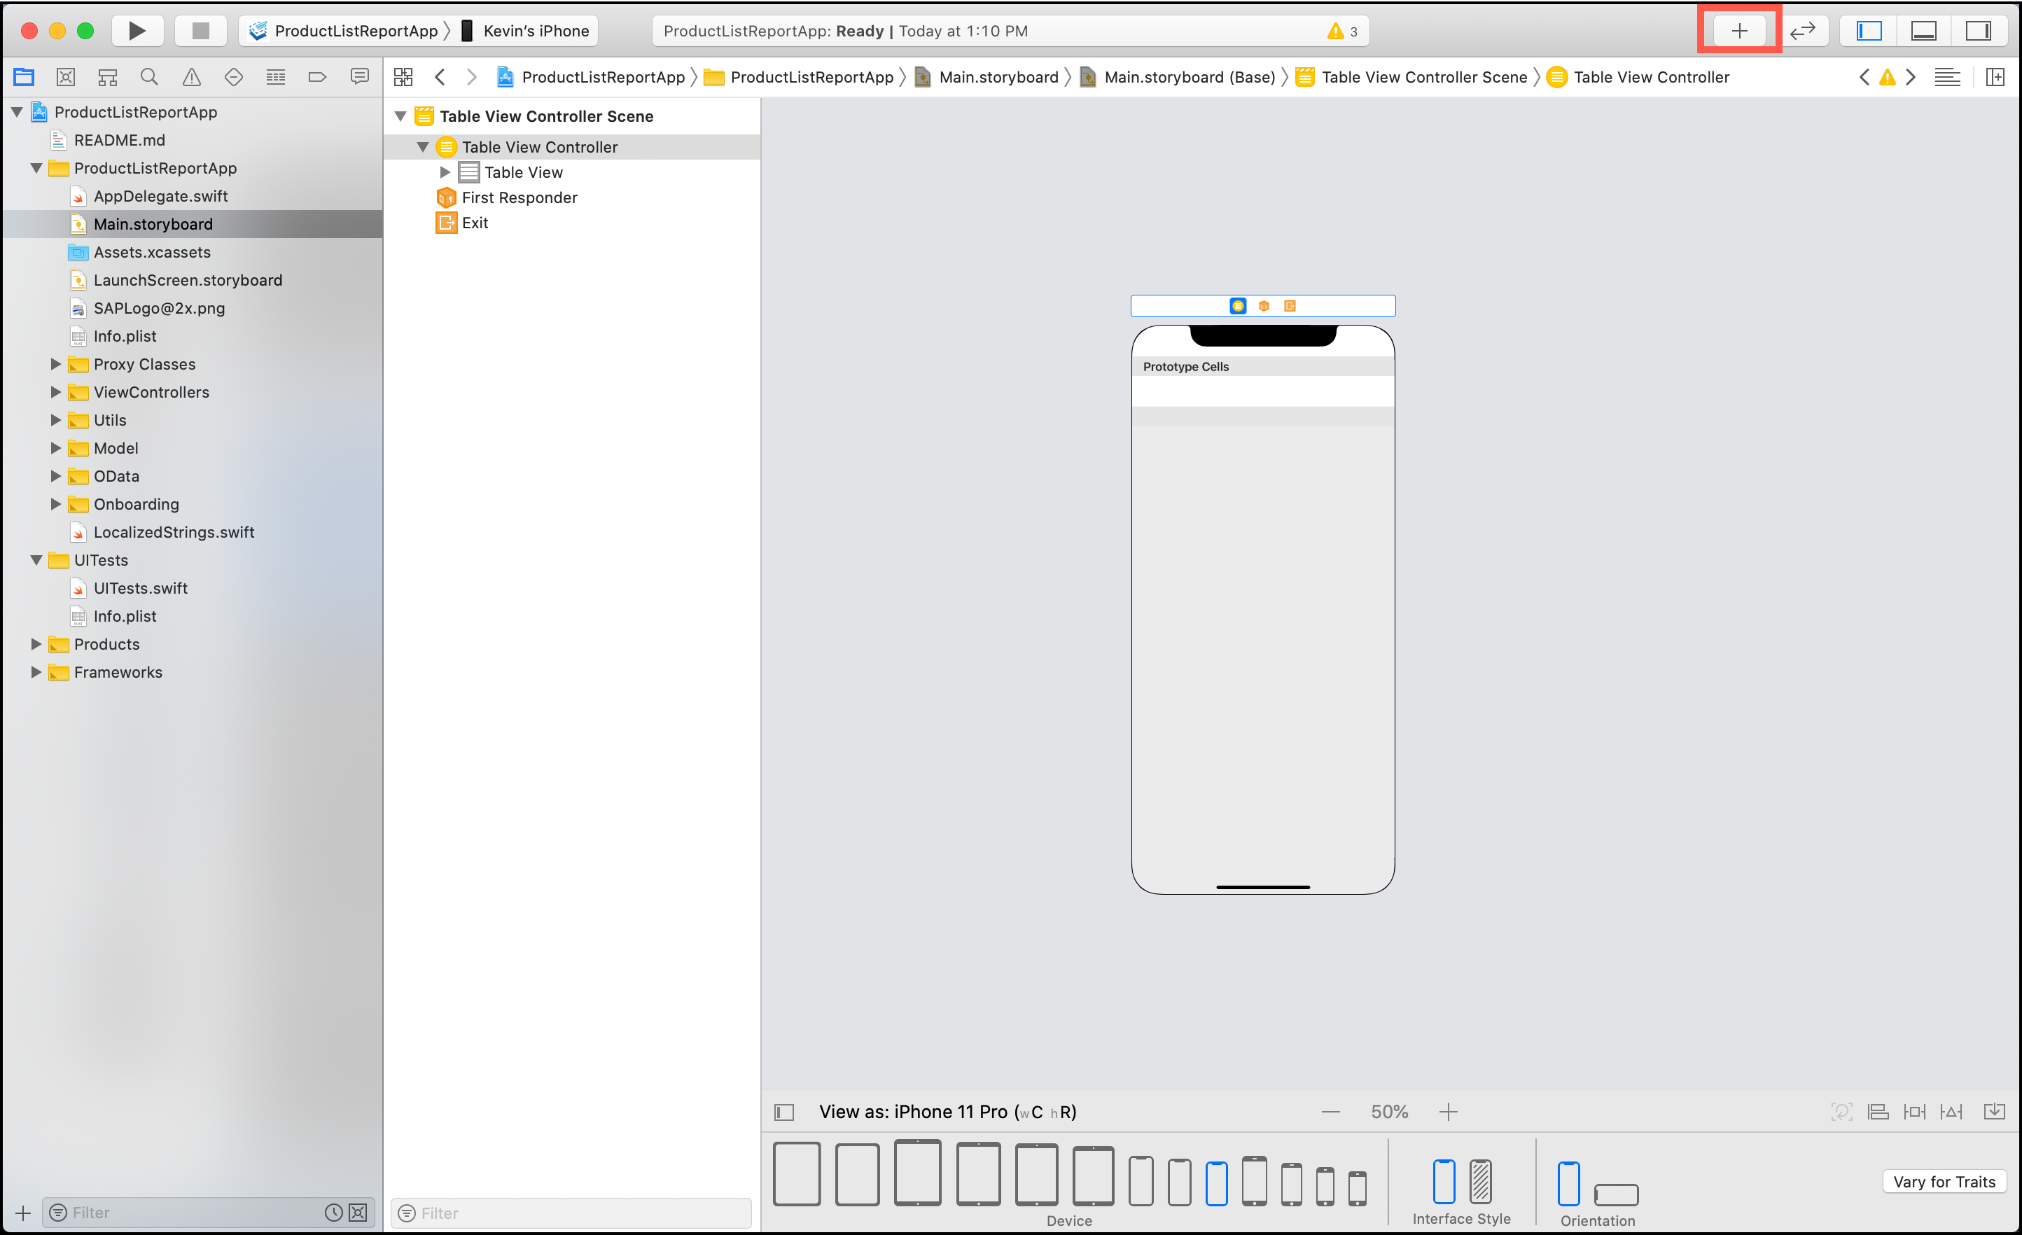 ProductListReportApp Kevin's iPhone
ProductListReportApp: Ready | Today at 1:10 PM 3
ProductListReportApp ProductListReportApp Main.storyboard Main.storyboard (Base) Table View Controller Scene Table View Controller
ProductListReportApp
README.md
ProductListReportApp
AppDelegate.swift
Main.storyboard
Assets.xcassets
LaunchScreen.storyboard
SAPLogo@2x.png
Info.plist
Proxy Classes
ViewControllers
Utils
Model
OData
Onboarding
LocalizedStrings.swift
UITests
UITests.swift
Info.plist
Products
Frameworks
Filter
Table View Controller Scene
Table View Controller
Table View
First Responder
Exit
Filter
Prototype Cells
View as: iPhone 11 Pro (wC hR)
50%
Device
Interface Style
Orientation
Vary for Traits